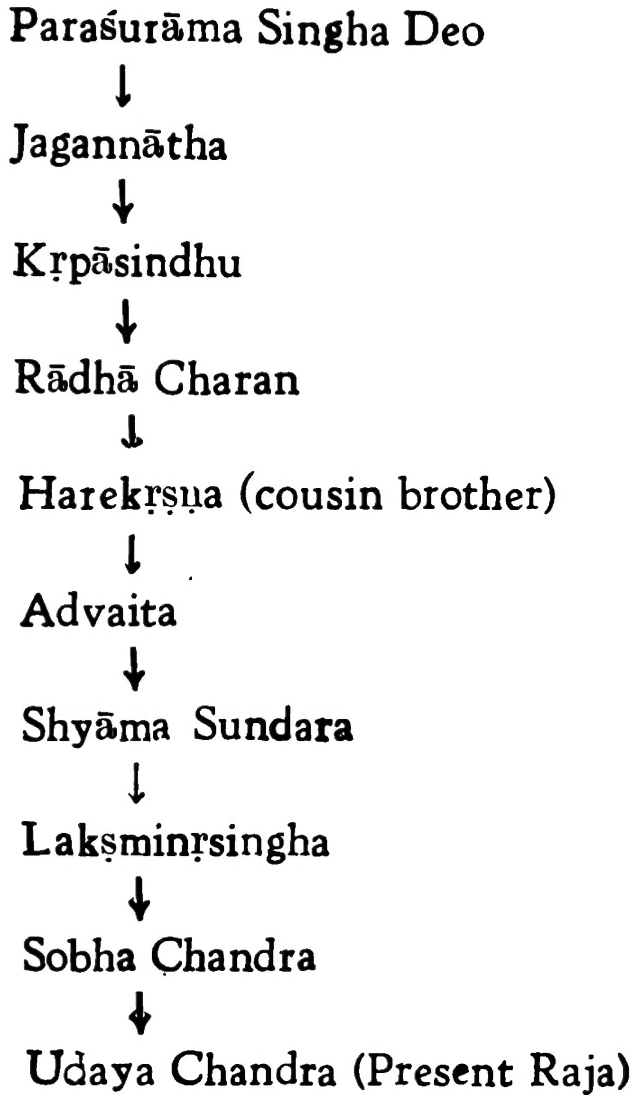 Paraśurāma Singha Deo
↓
Jagannātha
↓
Kṛpāsindhu
↓
Rādhā Charan
↓
Harekṛṣṇa (cousin brother)
↓
Advaita
↓
Shyāma Sundara
↓
Lakṣminṛsingha
↓
Sobha Chandra
↓
Udaya Chandra (Present Raja)